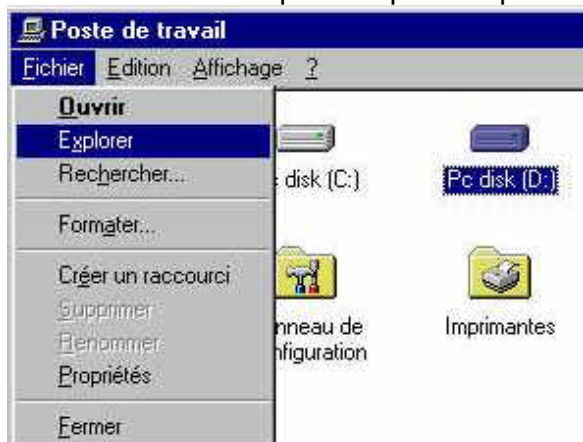 Poste de travail
Fichier Edition Affichage ?
Ouvrir
Explorer
Rechercher...
Formater...
Créer un raccourci
Supprimer
Renommer
Propriétés
Fermer
disk (C:)
Pc disk (D:)
nneau de
nfiguration
Imprimantes